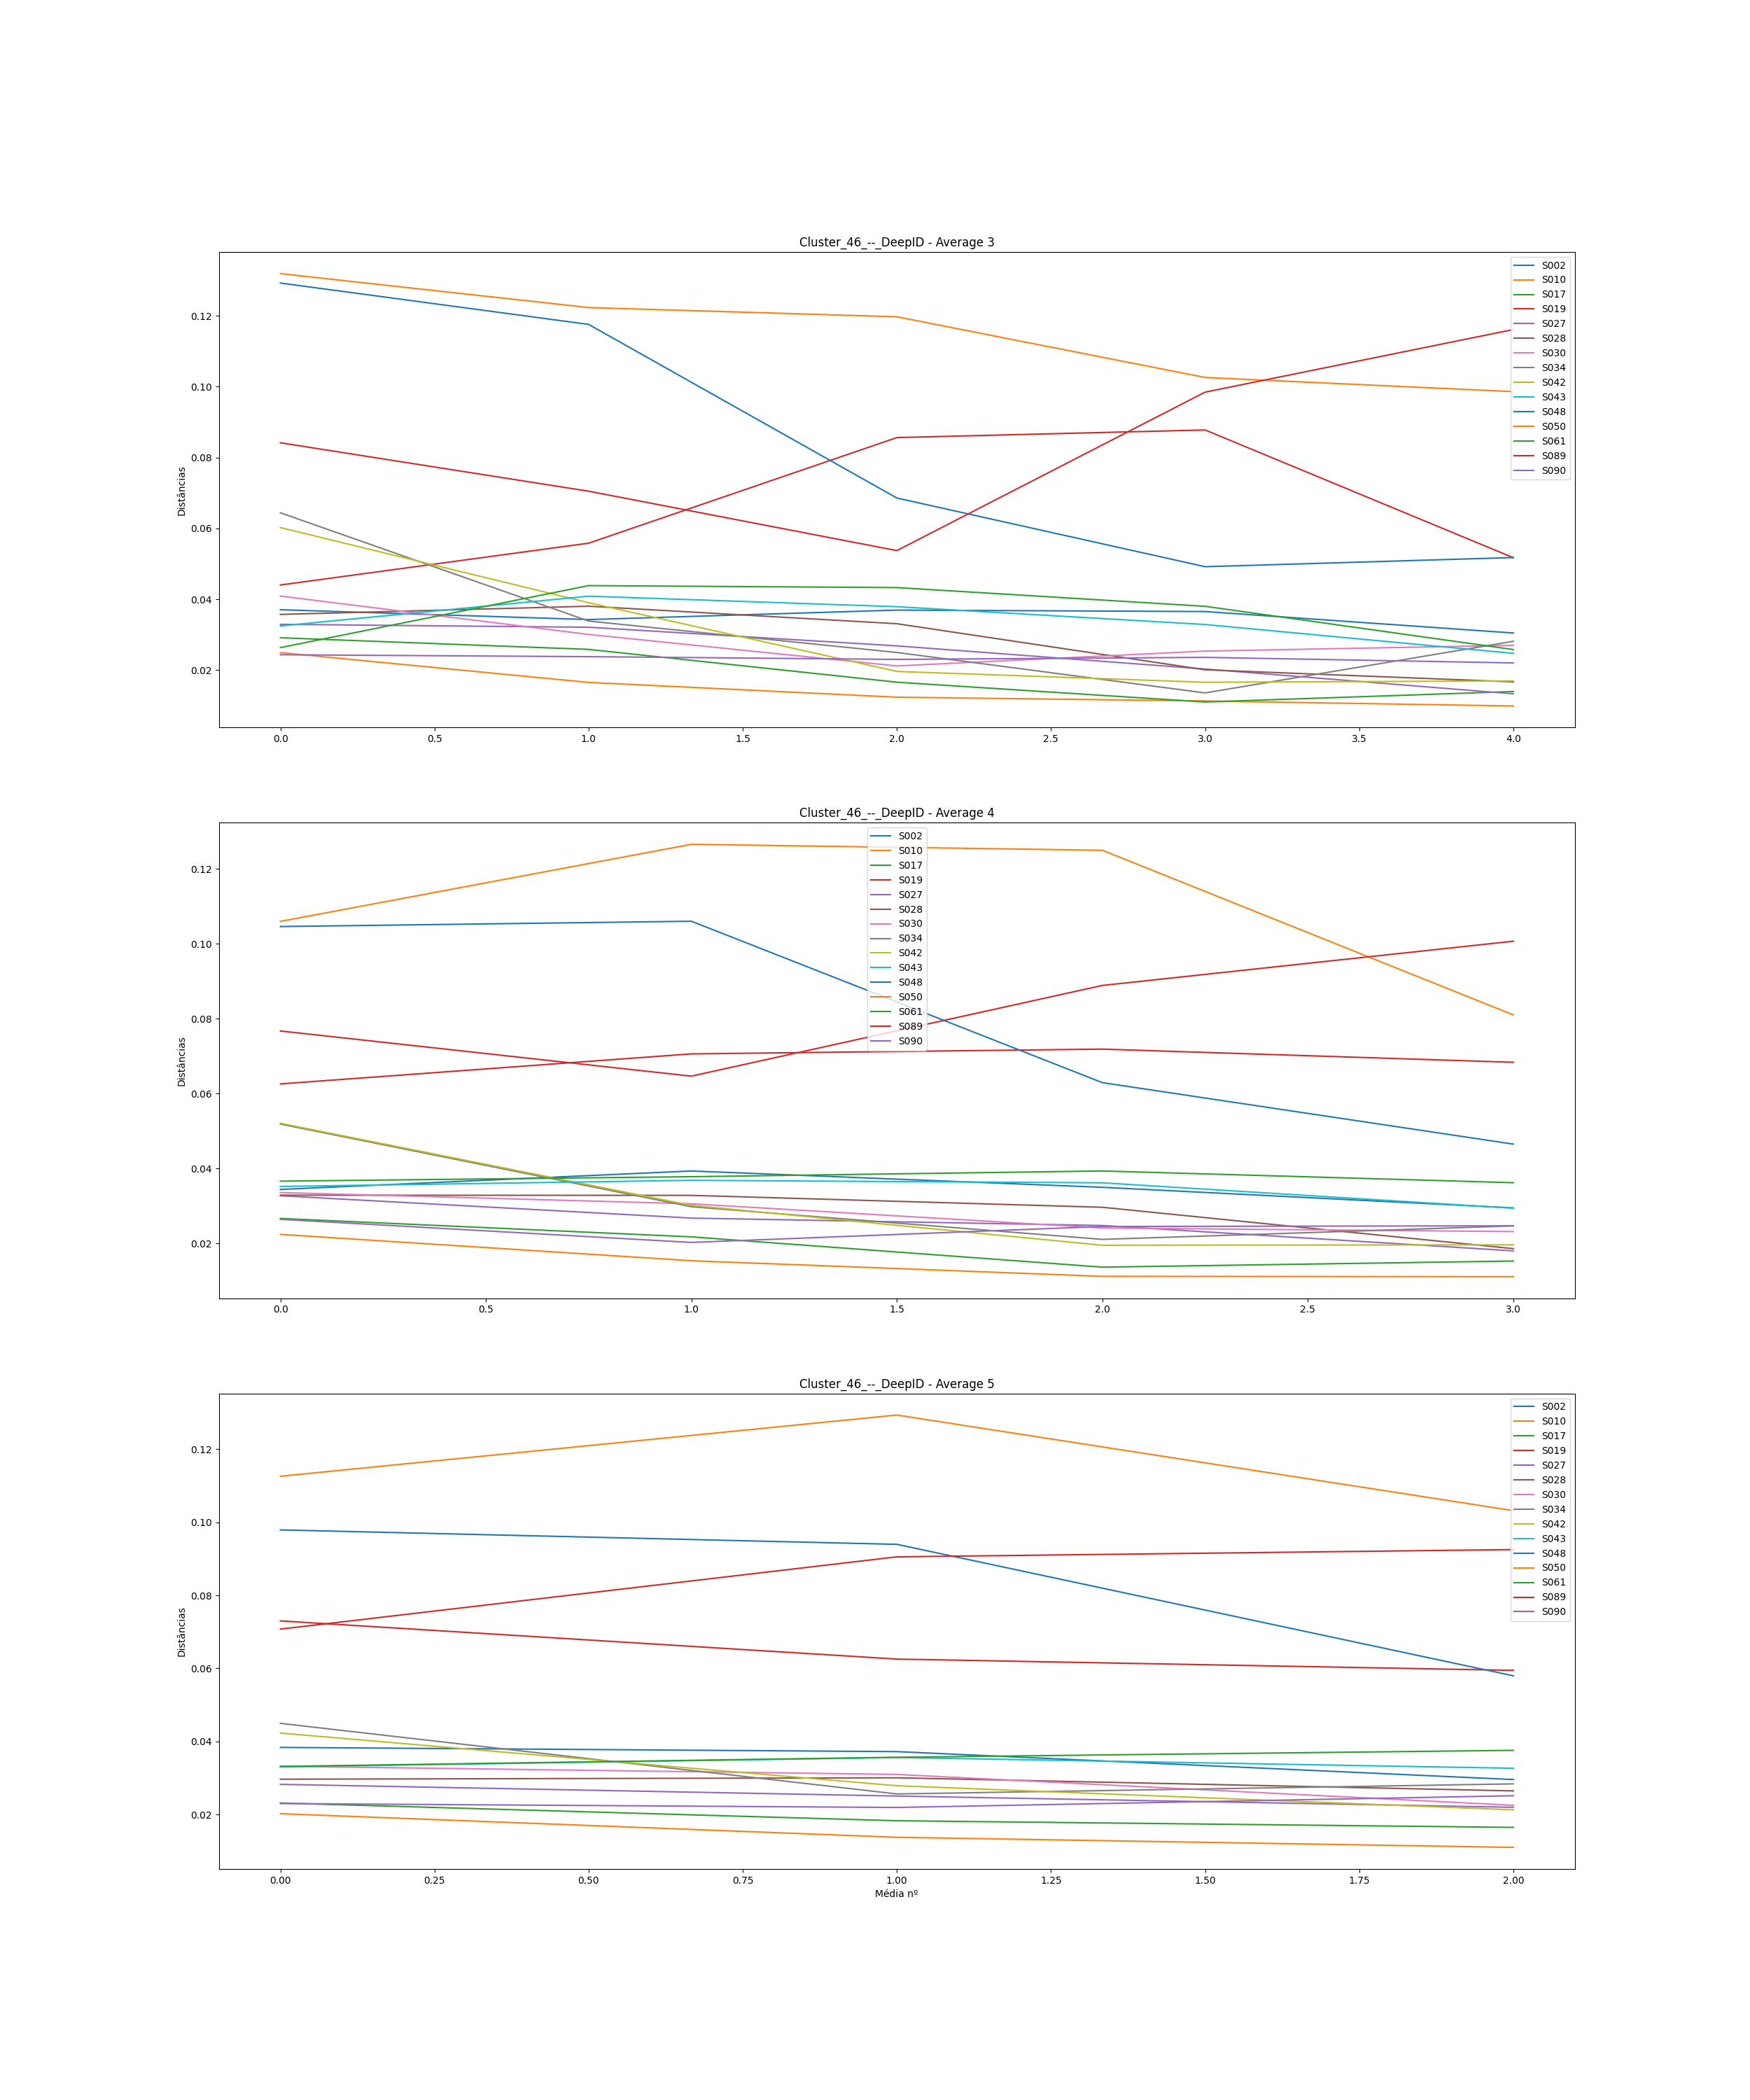 Cluster_46_--_DeepID - Average 3
Distâncias
0.12
0.10
0.08
0.06
0.04
0.02
0.0 0.5 1.0 1.5 2.0 2.5 3.0 3.5 4.0
S002
S010
S017
S019
S027
S028
S030
S034
S042
S043
S048
S050
S061
S089
S090
Cluster_46_--_DeepID - Average 4
Distâncias
0.12
0.10
0.08
0.06
0.04
0.02
0.0 0.5 1.0 1.5 2.0 2.5 3.0
S002
S010
S017
S019
S027
S028
S030
S034
S042
S043
S048
S050
S061
S089
S090
Cluster_46_--_DeepID - Average 5
Distâncias
0.12
0.10
0.08
0.06
0.04
0.02
0.00 0.25 0.50 0.75 1.00 1.25 1.50 1.75 2.00
Média nº
S002
S010
S017
S019
S027
S028
S030
S034
S042
S043
S048
S050
S061
S089
S090